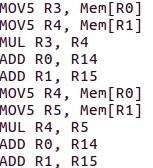 MOV5 R3, Mem[R0]
MOV5 R4, Mem[R1]
MUL R3, R4
ADD R0, R14
ADD R1, R15
MOV5 R4, Mem[R0]
MOV5 R5, Mem[R1]
MUL R4, R5
ADD R0, R14
ADD R1, R15